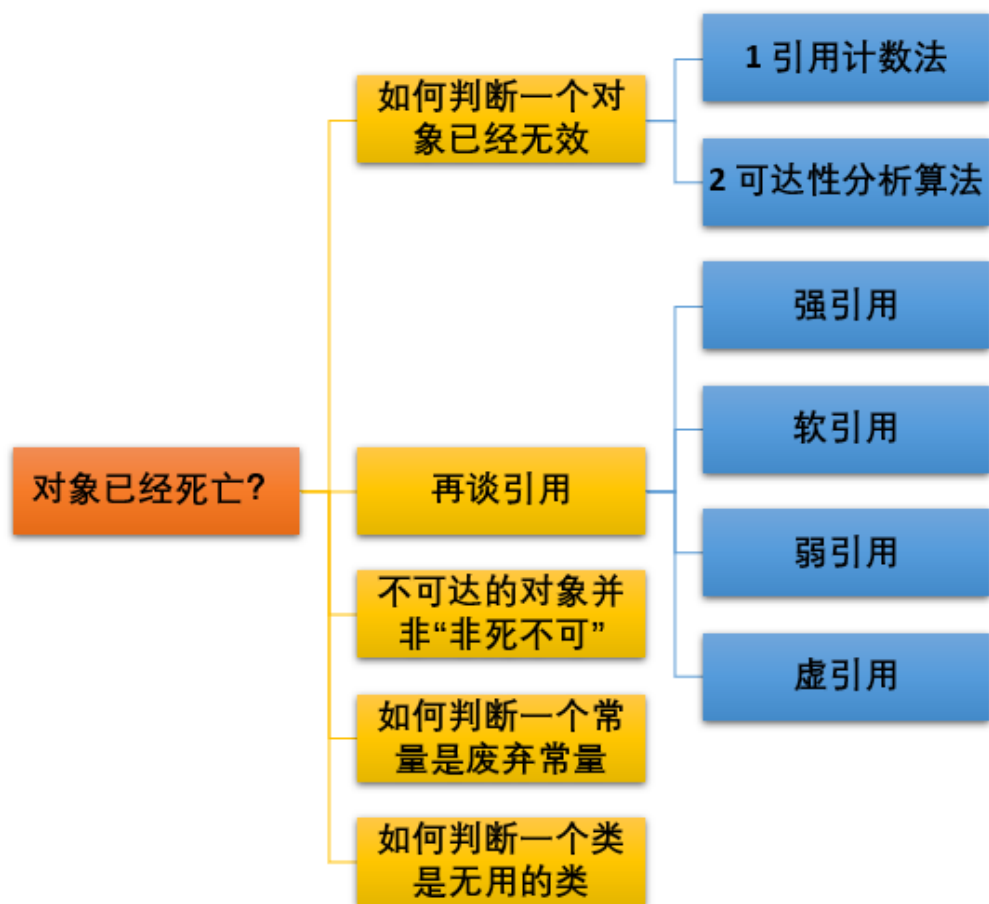 对象已经死亡?
如何判断一个对
象已经无效
1 引用计数法
2 可达性分析算法
再谈引用
强引用
软引用
弱引用
虚引用
不可达的对象并
非“非死不可”
如何判断一个常
量是废弃常量
如何判断一个类
是无用的类